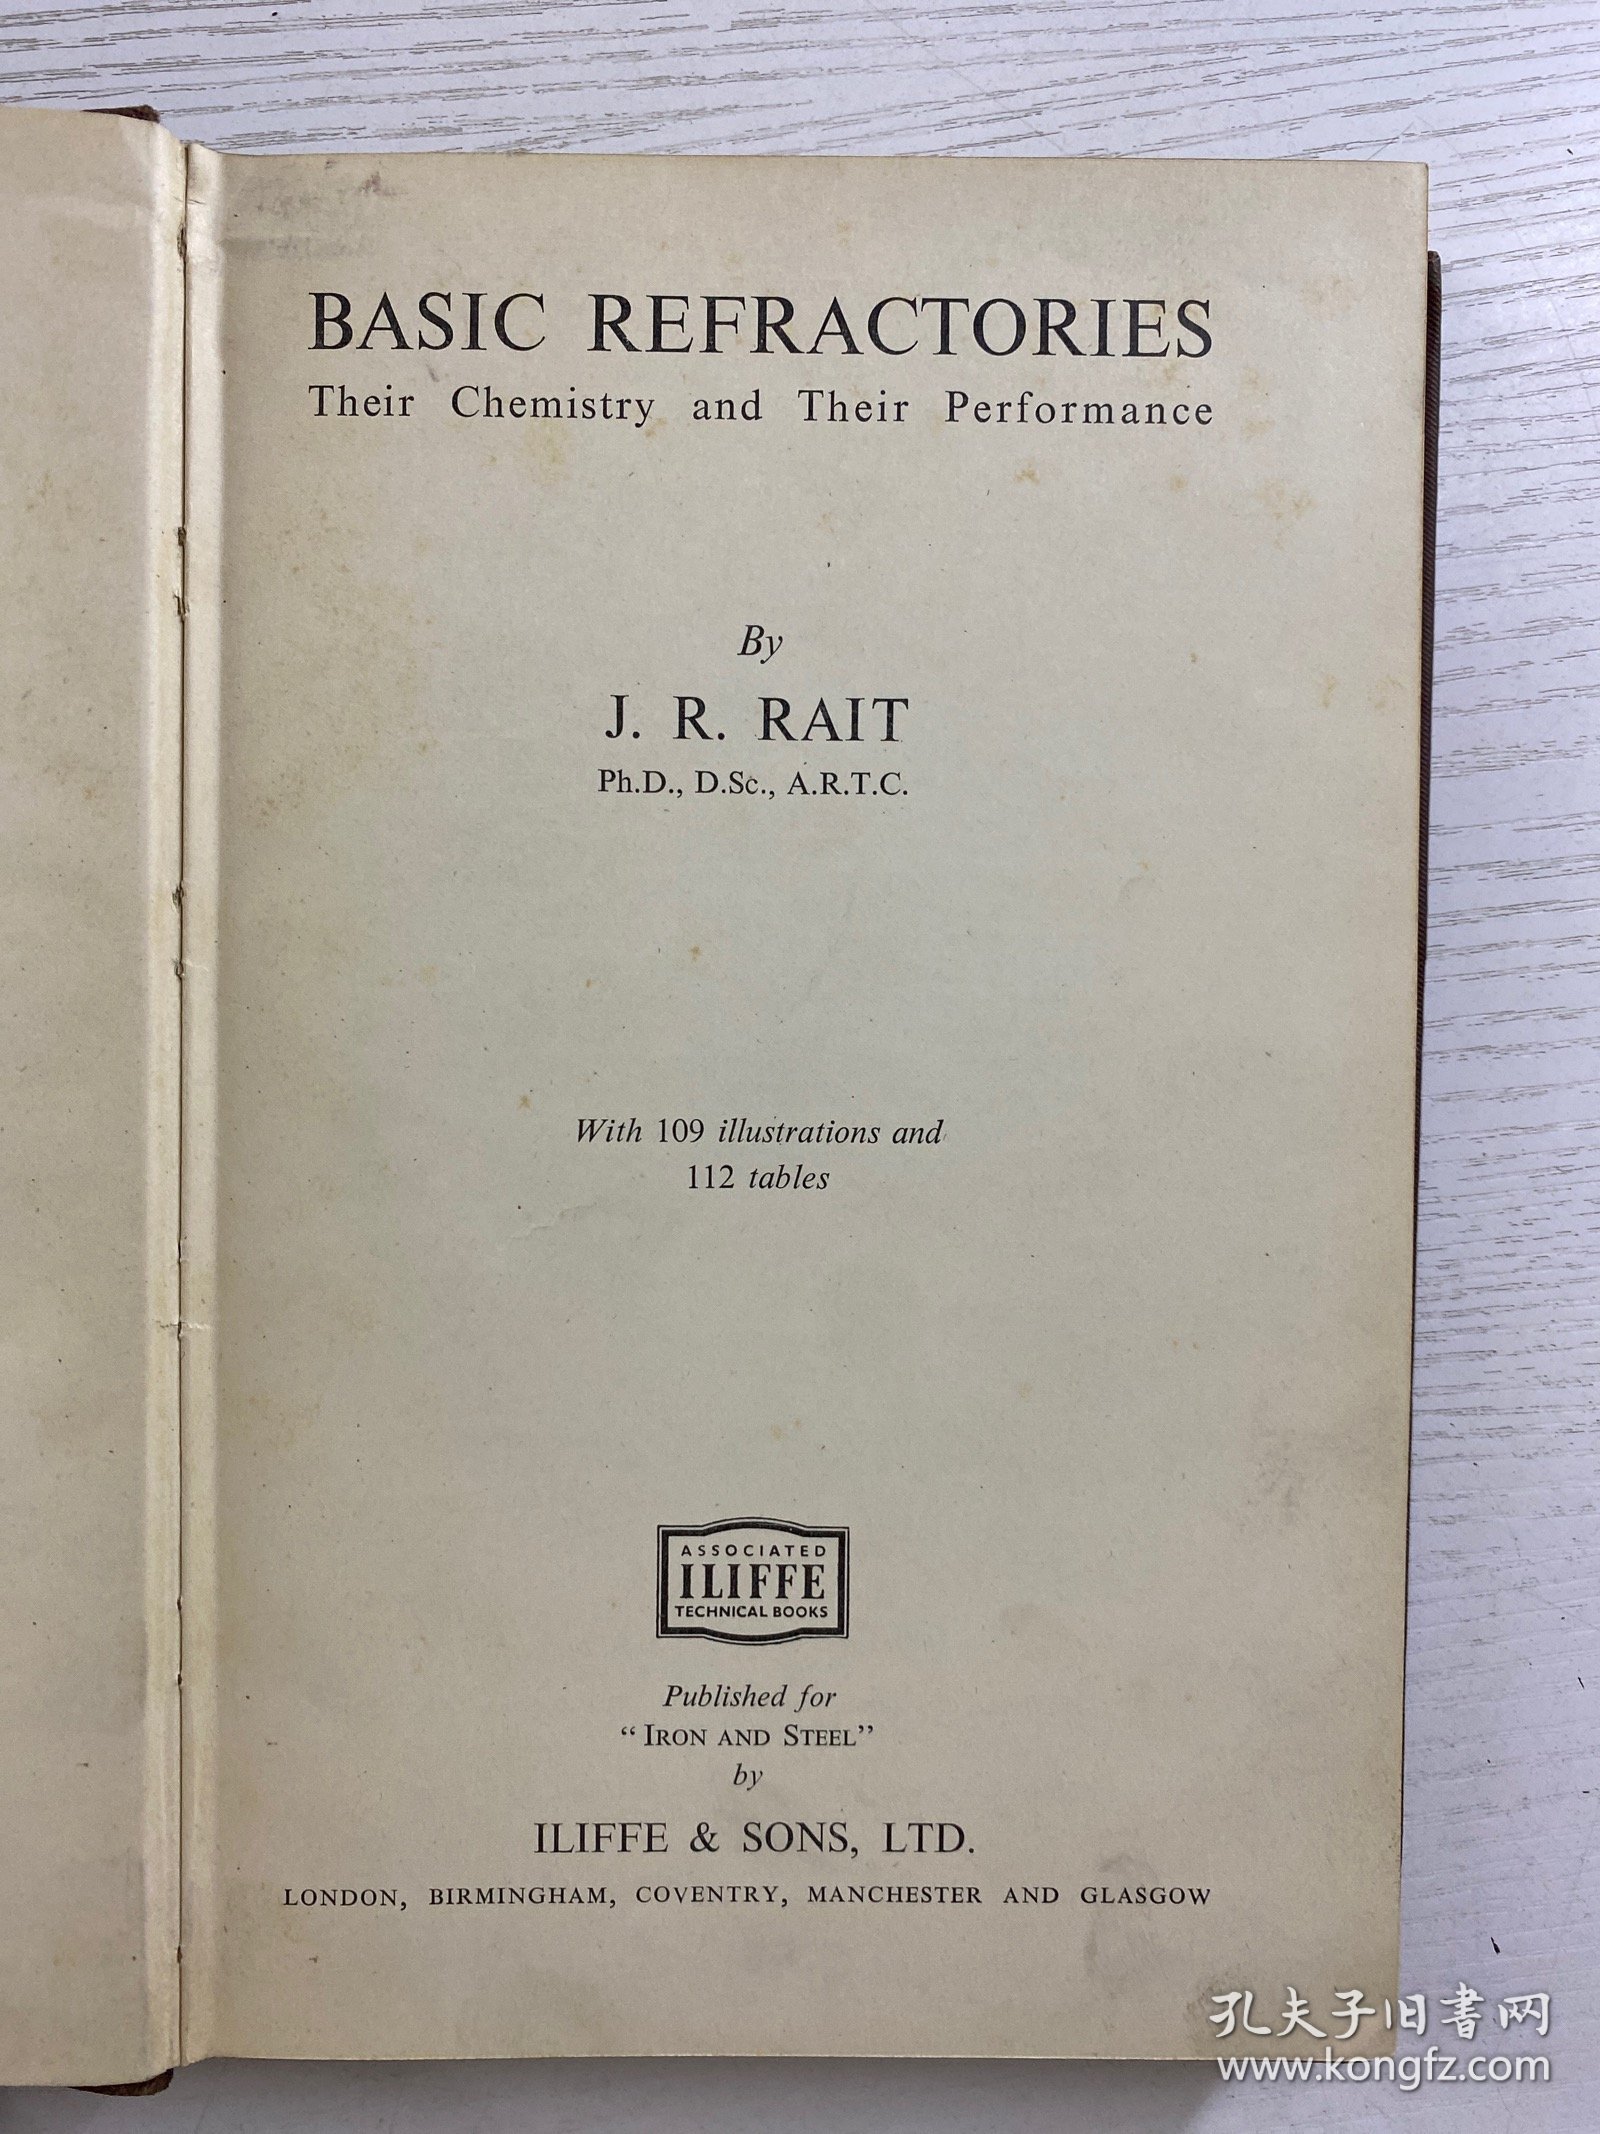 BASIC REFRACTORIES
Their Chemistry and Their Performance
By
J. R. RAIT
Ph.D., D.Sc., A.R.T.C.
With 109 illustrations and
112 tables
ASSOCIATED
ILIFFE
TECHNICAL BOOKS
Published for
"IRON AND STEEL"
by
ILIFFE & SONS, LTD.
LONDON, BIRMINGHAM, COVENTRY, MANCHESTER AND GLASGOW
孔夫子旧书网
www.kongfz.com